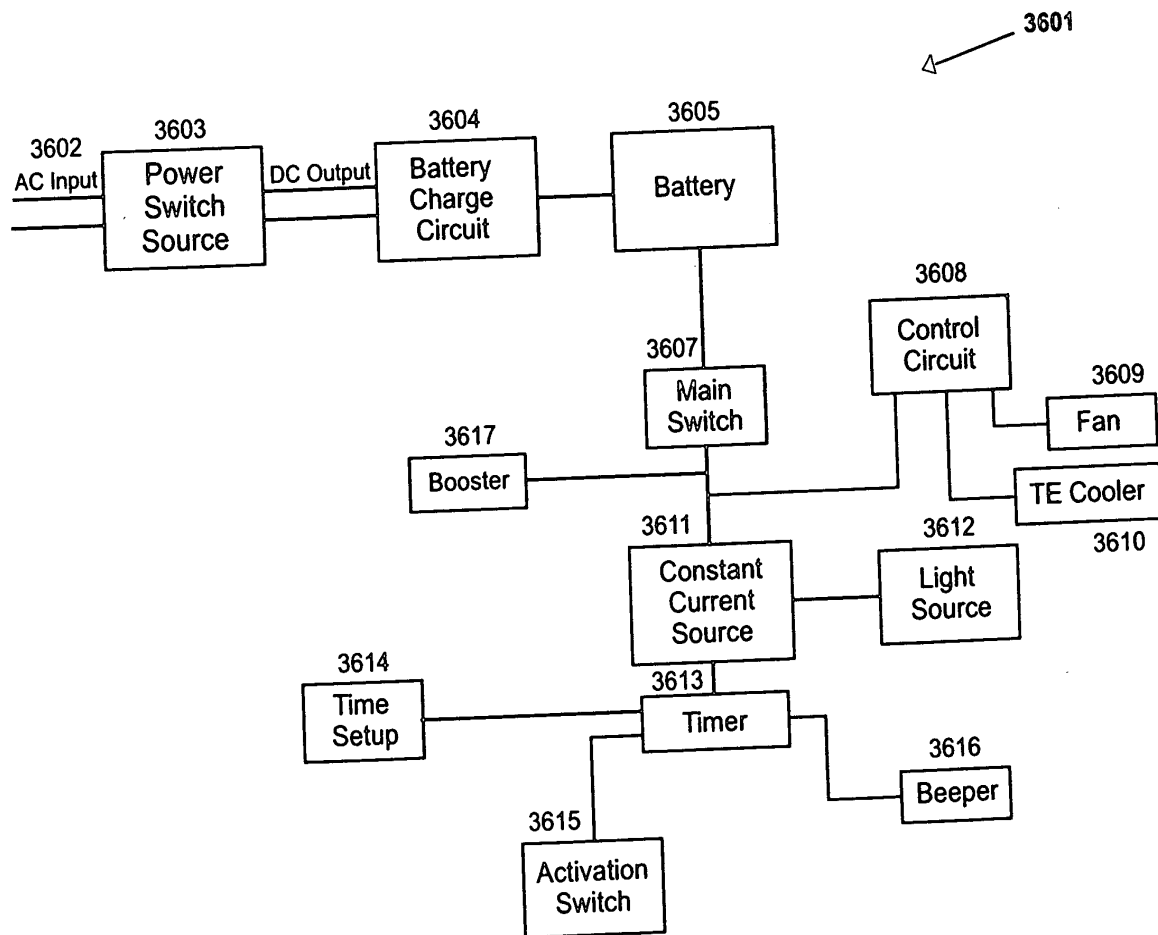 3601
3602
AC Input
3603
Power
Switch
Source
DC Output
3604
Battery
Charge
Circuit
3605
Battery
3607
Main
Switch
3608
Control
Circuit
3609
Fan
TE Cooler
3610
3617
Booster
3611
Constant
Current
Source
3612
Light
Source
3614
Time
Setup
3613
Timer
3616
Beeper
3615
Activation
Switch